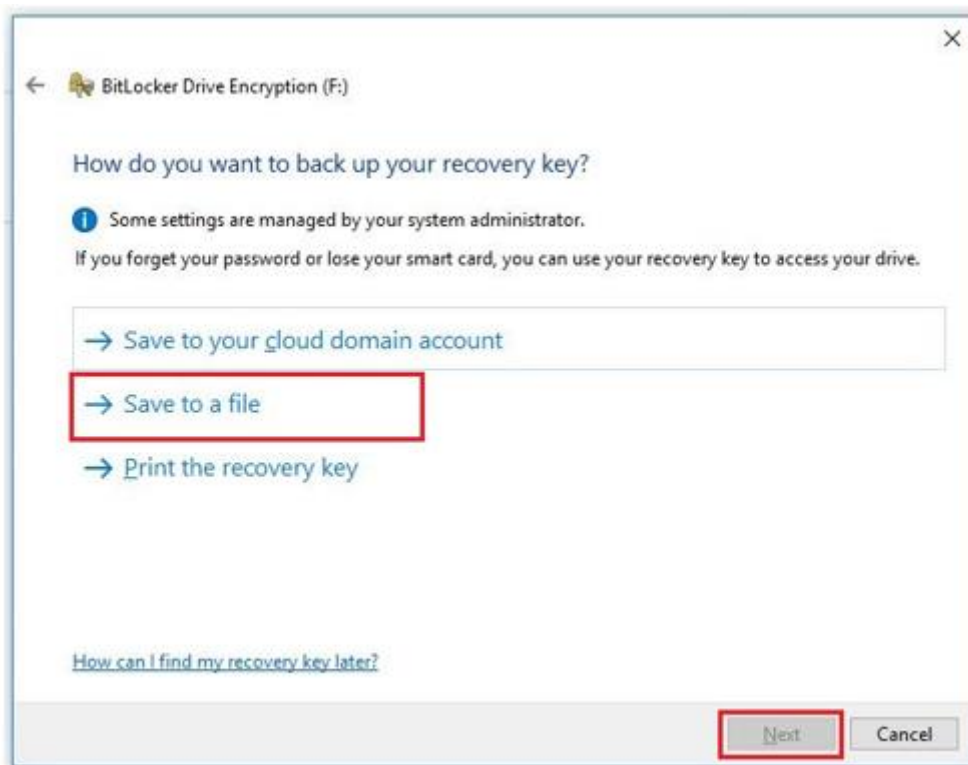 BitLocker Drive Encryption (F:)
How do you want to back up your recovery key?
Some settings are managed by your system administrator.
If you forget your password or lose your smart card, you can use your recovery key to access your drive.
Save to your cloud domain account
Save to a file
Print the recovery key
How can I find my recovery key later?
Next Cancel